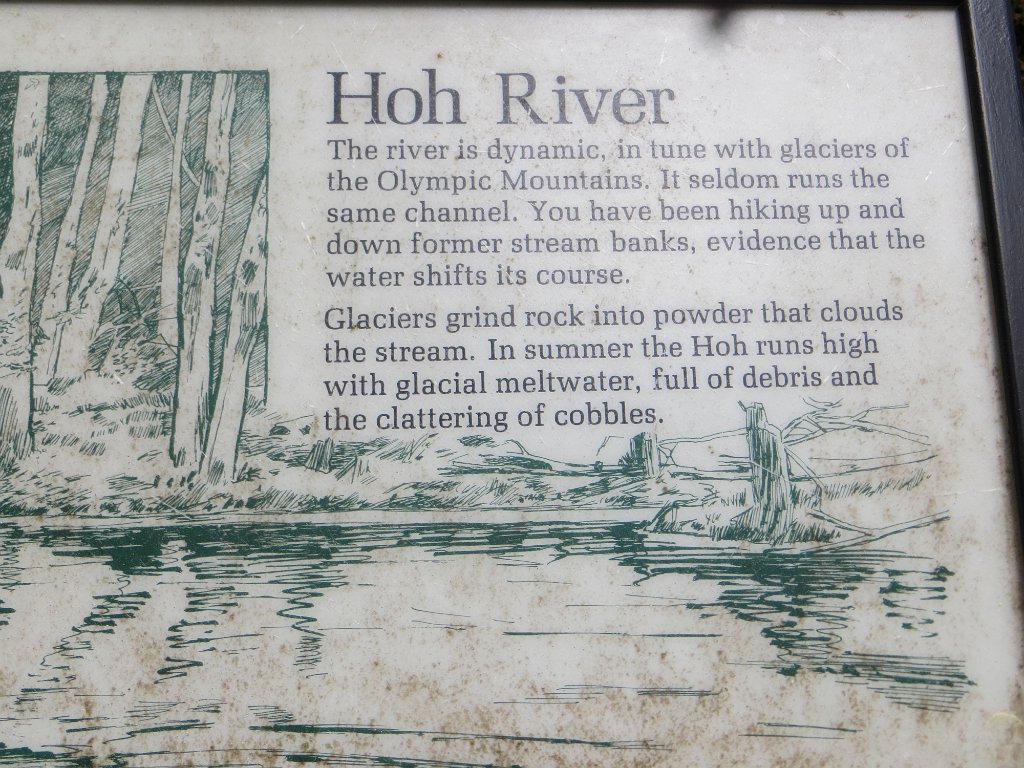 Hoh River
The river is dynamic, in tune with glaciers of
the Olympic Mountains. It seldom runs the
same channel. You have been hiking up and
down former stream banks, evidence that the
water shifts its course.
Glaciers grind rock into powder that clouds
the stream. In summer the Hoh runs high
with glacial meltwater, full of debris and
the clattering of cobbles.